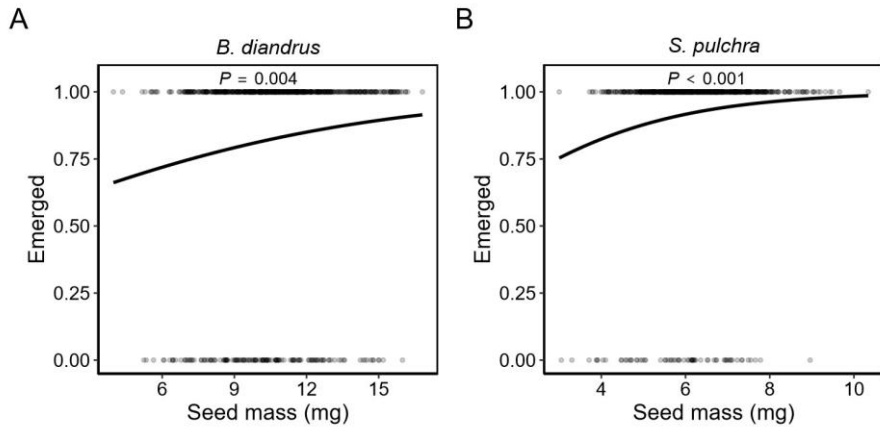 A
B. diandrus
P = 0.004
1.00
0.75
0.50
0.25
0.00
Emerged
6 9 12 15
Seed mass (mg)
B
S. pulchra
P < 0.001
1.00
0.75
0.50
0.25
0.00
Emerged
4 6 8 10
Seed mass (mg)